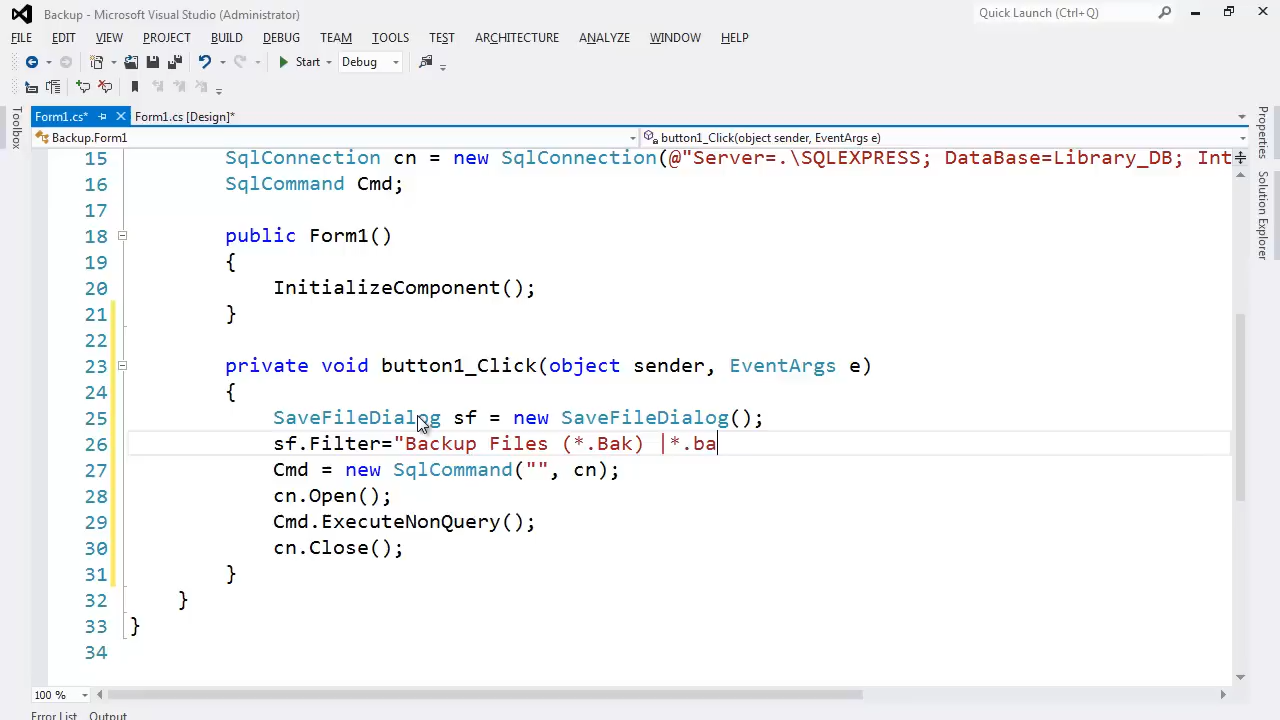 Backup - Microsoft Visual Studio (Administrator)
Quick Launch (Ctrl+Q)
FILE EDIT VIEW PROJECT BUILD DEBUG TEAM TOOLS TEST ARCHITECTURE ANALYZE WINDOW HELP
Start Debug
Toolbox
Form1.cs* Form1.cs [Design]*
Properties
Solution Explorer
Backup.Form1 button1_Click(object sender, EventArgs e)
15 SqlConnection cn = new SqlConnection(@"Server=.\SQLEXPRESS; DataBase=Library_DB; Int
16 SqlCommand Cmd;
17
18 public Form1()
19 {
20 InitializeComponent();
21 }
22
23 private void button1_Click(object sender, EventArgs e)
24 {
25 SaveFileDialog sf = new SaveFileDialog();
26 sf.Filter="Backup Files (*.Bak) |*.ba
27 Cmd = new SqlCommand("", cn);
28 cn.Open();
29 Cmd.ExecuteNonQuery();
30 cn.Close();
31 }
32 }
33 }
34
100 %
Error List Output